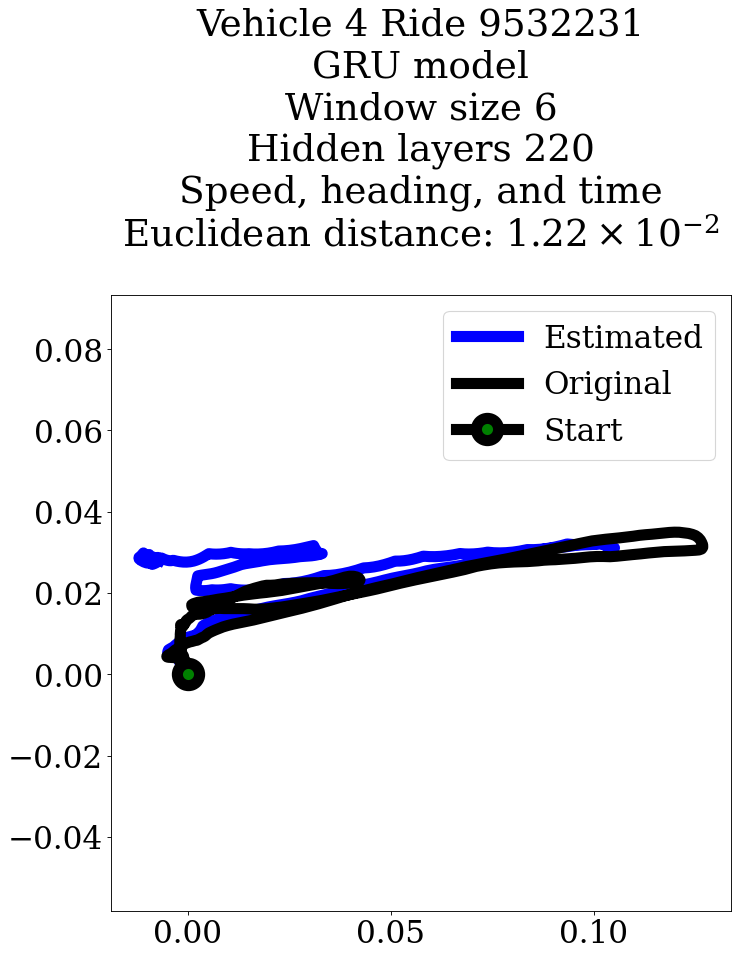 Vehicle 4 Ride 9532231
GRU model
Window size 6
Hidden layers 220
Speed, heading, and time
Euclidean distance: 1.22 × 10⁻²
Estimated
Original
Start
0.08
0.06
0.04
0.02
0.00
−0.02
−0.04
0.00 0.05 0.10